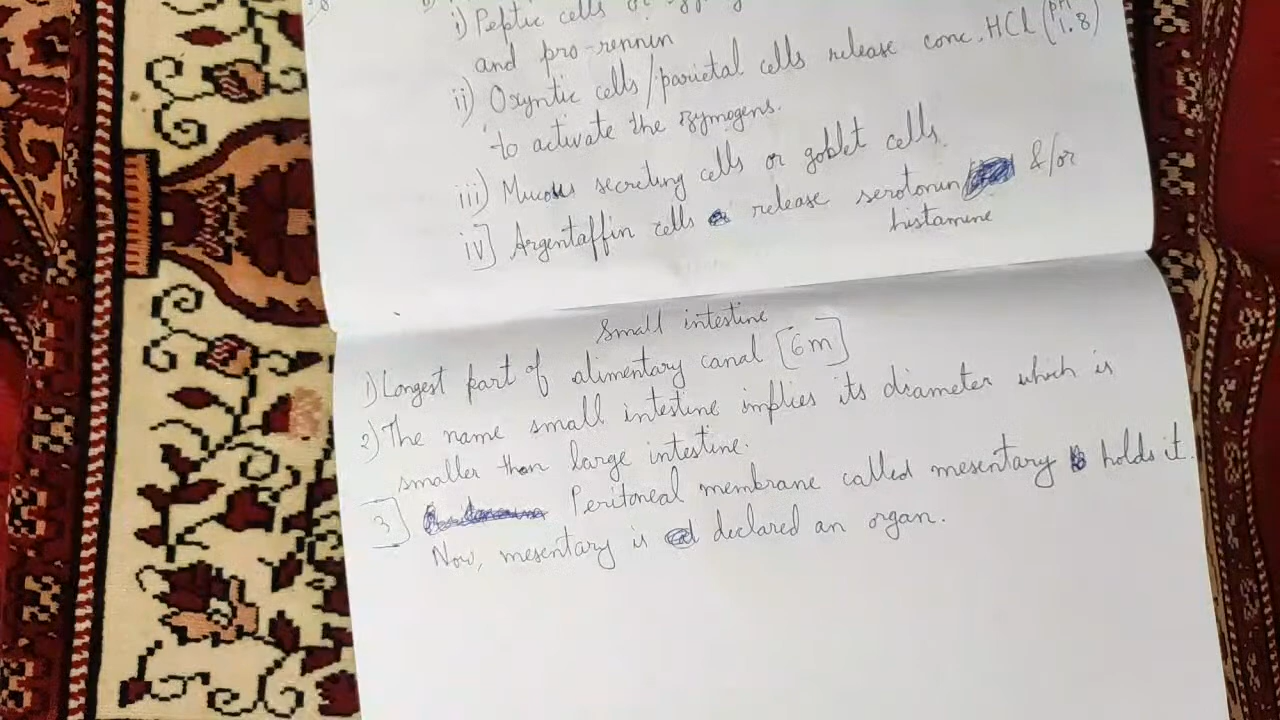 i) Peptic cells or
and pro-rennin
ii) Oxyntic cells/parietal cells release conc. HCl (pH 1.8)
to activate the zymogens.
iii) Mucous secreting cells or goblet cells.
iv] Argentaffin cells release serotonin &/or
histamine
Small intestine
1) Longest part of alimentary canal [6m]
2) The name small intestine implies its diameter which is
smaller than large intestine.
3] Peritoneal membrane called mesentary holds it.
Now, mesentary is declared an organ.